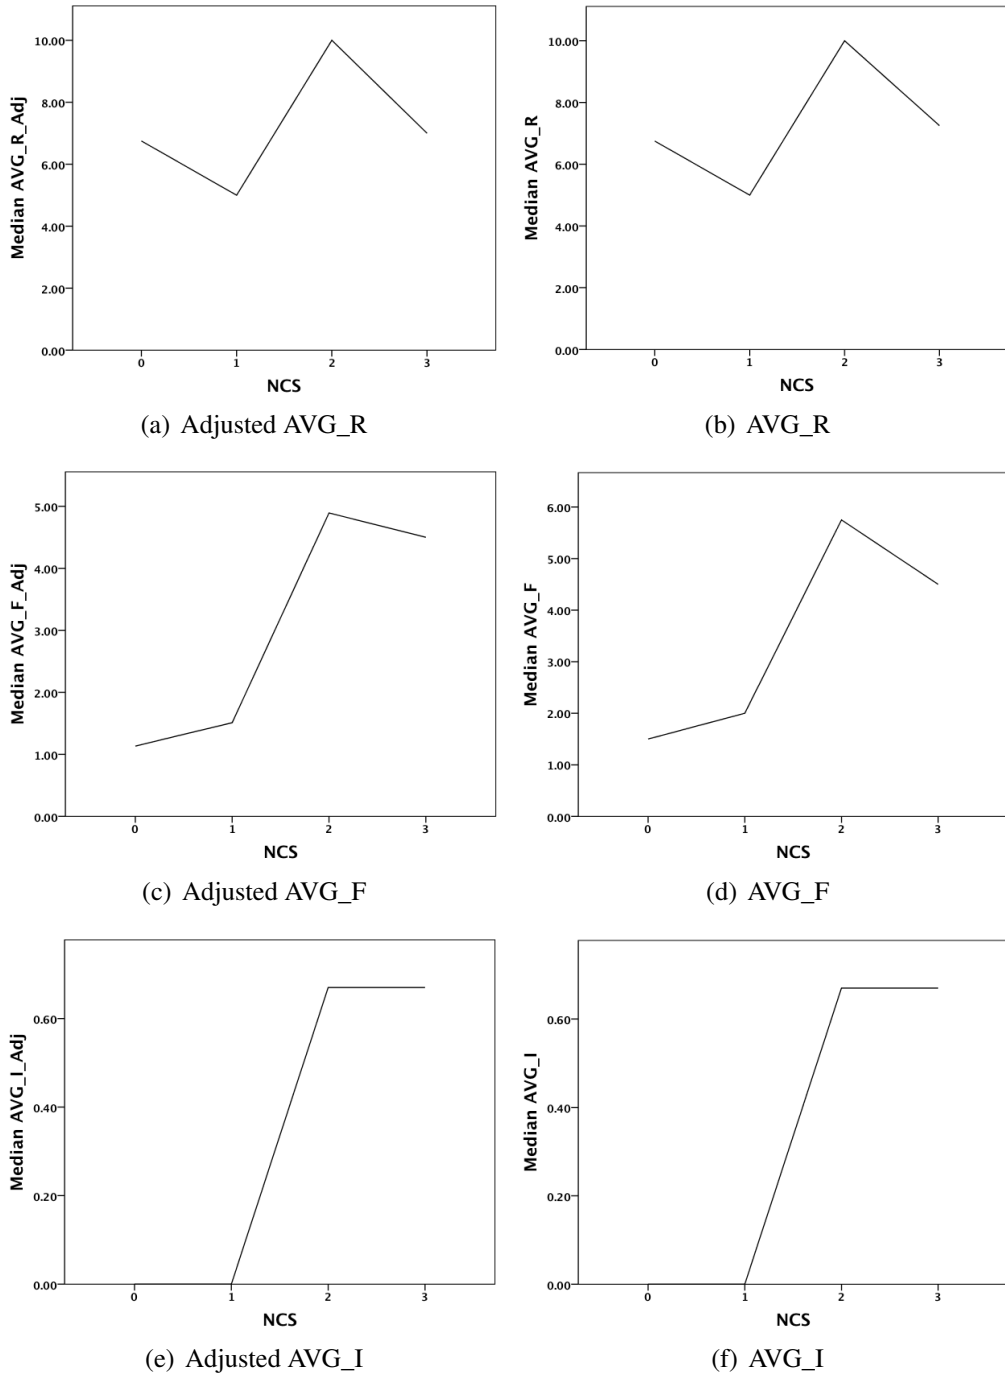 Median AVG_R_Adj
10.00
8.00
6.00
4.00
2.00
0.00
0 1 2 3
NCS
(a) Adjusted AVG_R
Median AVG_R
10.00
8.00
6.00
4.00
2.00
0.00
0 1 2 3
NCS
(b) AVG_R
Median AVG_F_Adj
5.00
4.00
3.00
2.00
1.00
0.00
0 1 2 3
NCS
(c) Adjusted AVG_F
Median AVG_F
6.00
5.00
4.00
3.00
2.00
1.00
0.00
0 1 2 3
NCS
(d) AVG_F
Median AVG_I_Adj
0.60
0.40
0.20
0.00
0 1 2 3
NCS
(e) Adjusted AVG_I
Median AVG_I
0.60
0.40
0.20
0.00
0 1 2 3
NCS
(f) AVG_I